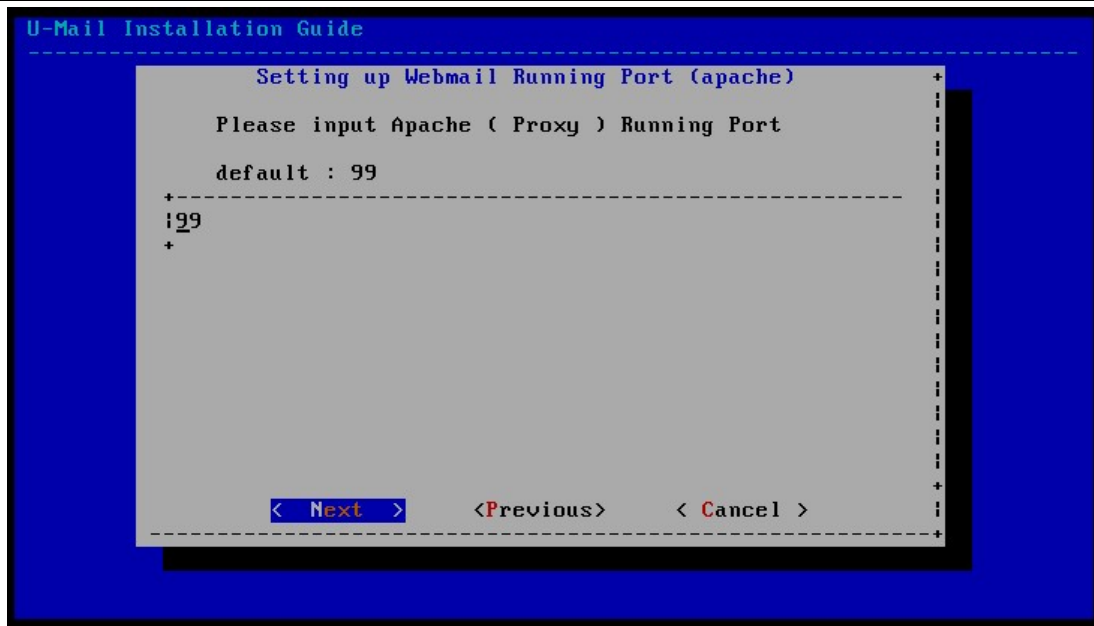 U-Mail Installation Guide
Setting up Webmail Running Port (apache)
Please input Apache ( Proxy ) Running Port
default : 99
99
< Next > <Previous> < Cancel >